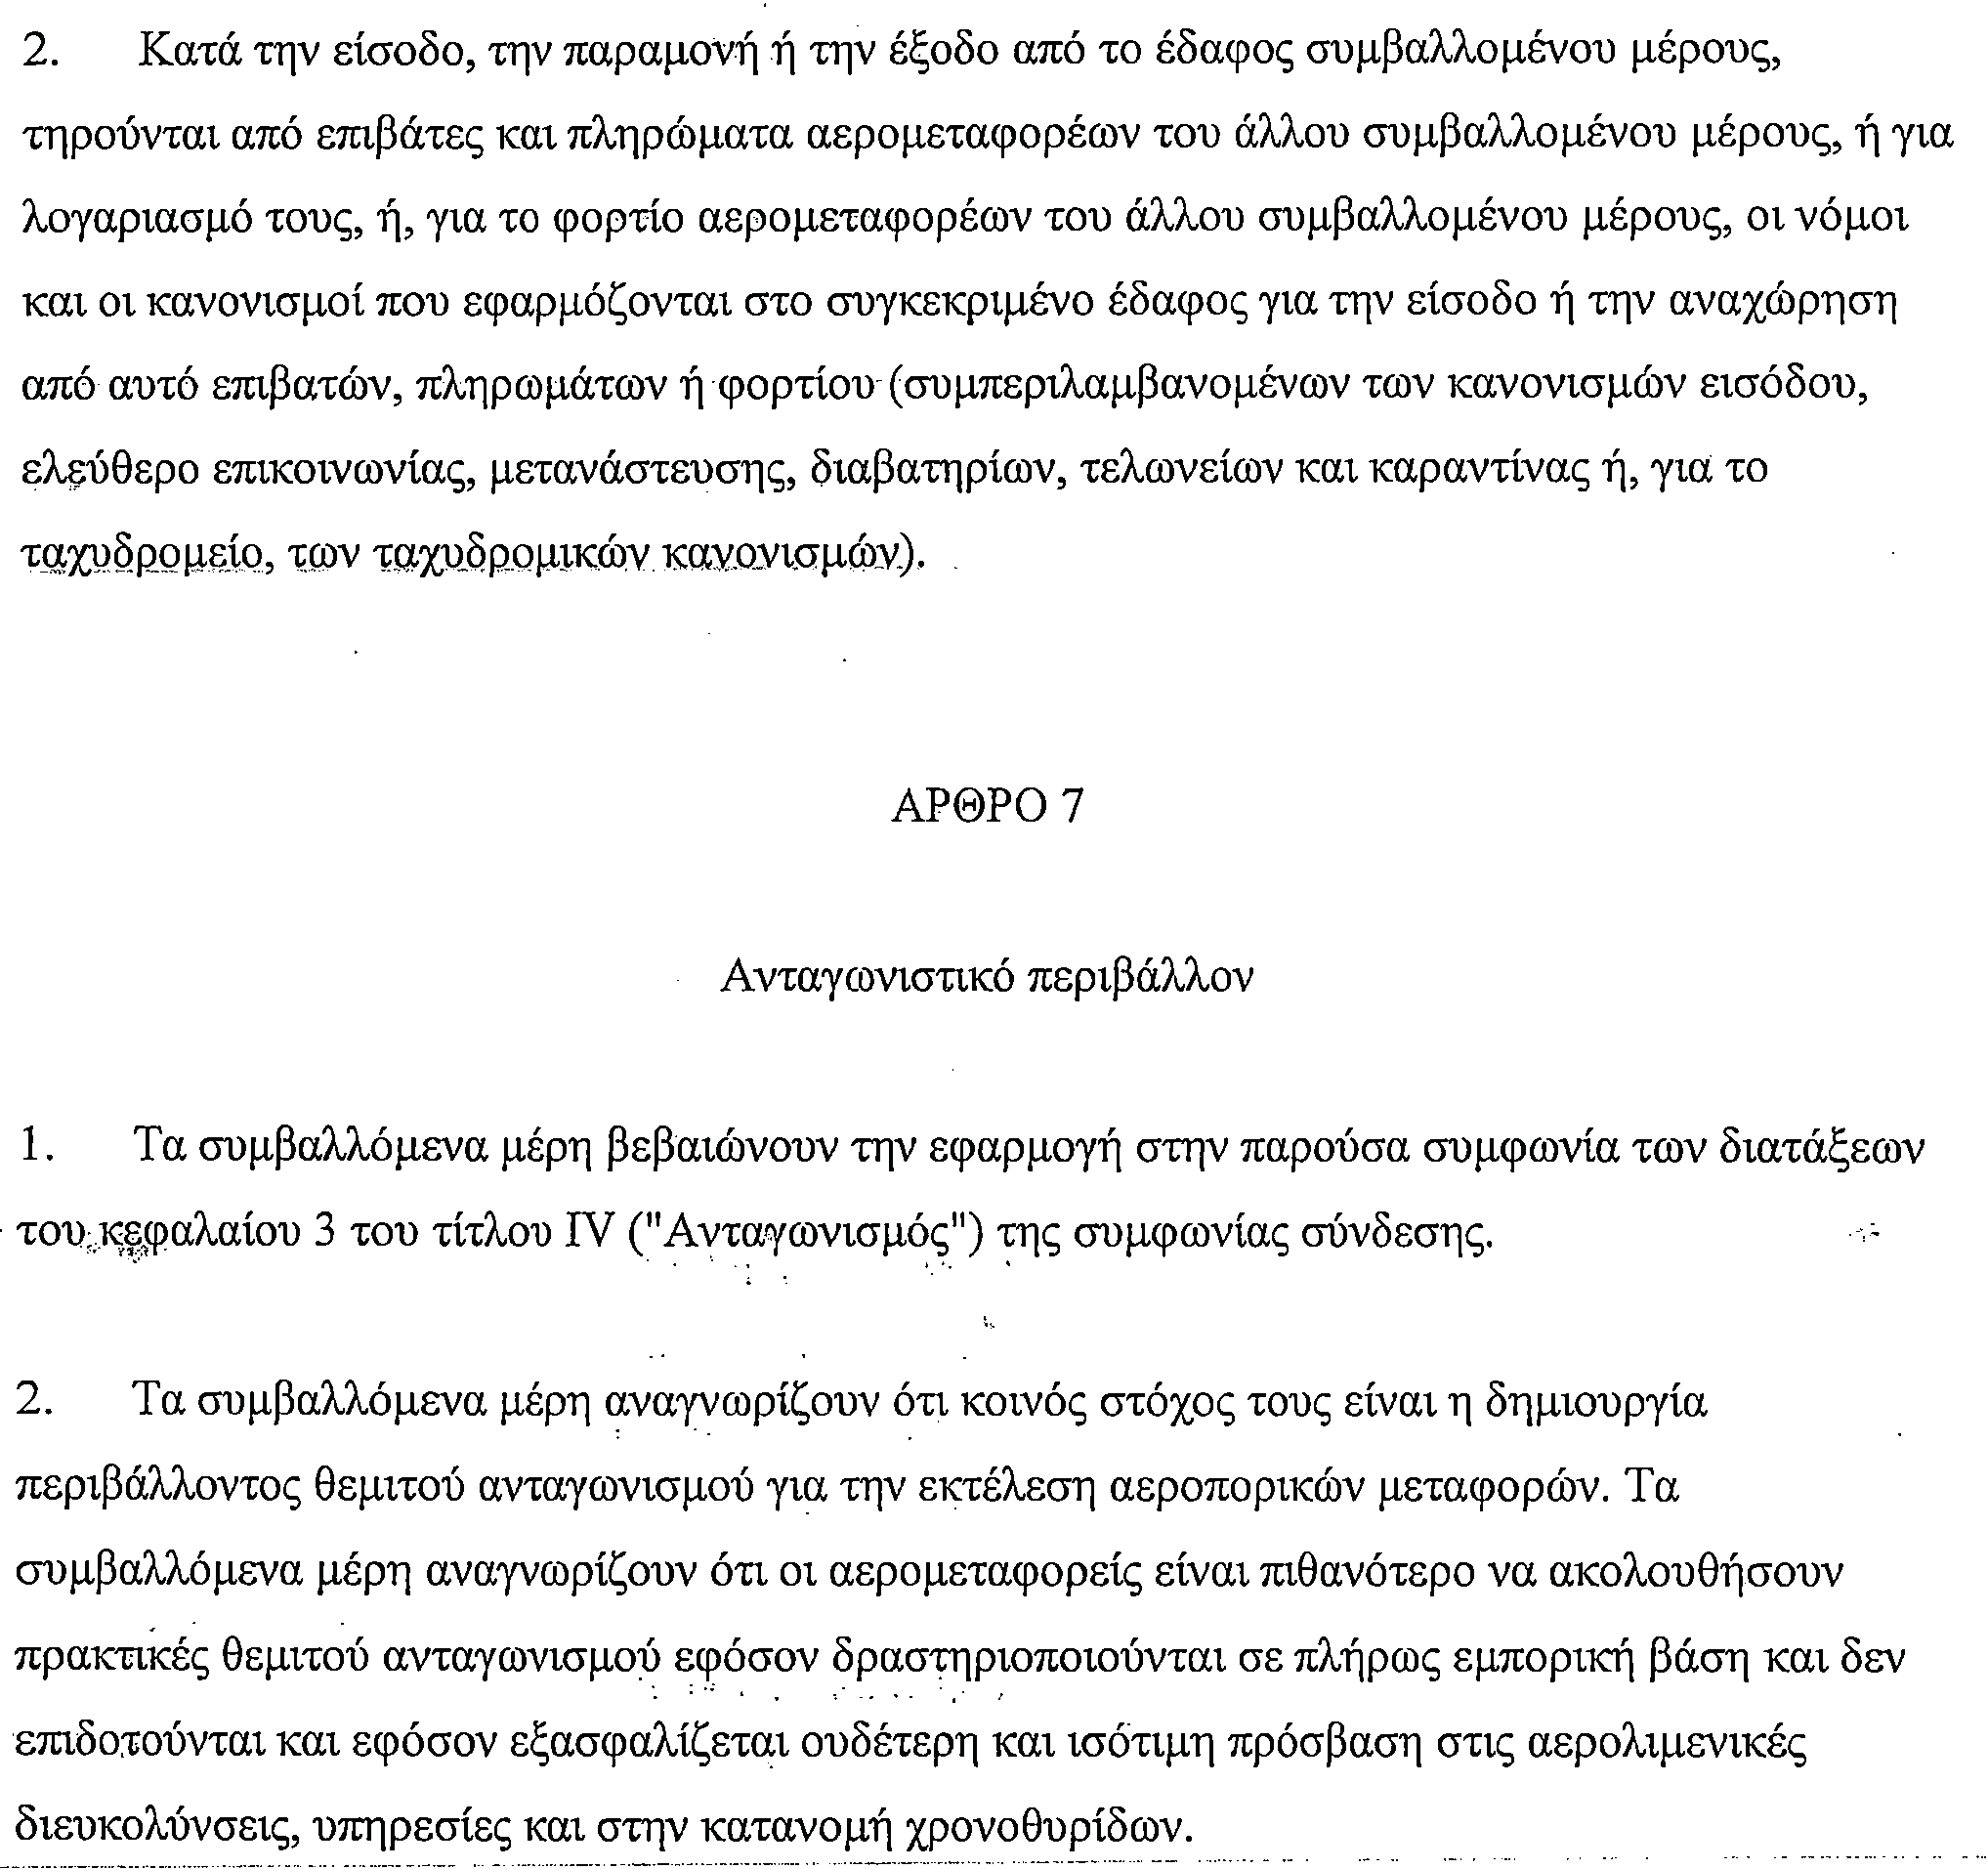 2. Κατά την είσοδο, την παραμονή ή την έξοδο από το έδαφος συμβαλλομένου μέρους,
τηρούνται από επιβάτες και πληρώματα αερομεταφορέων του άλλου συμβαλλομένου μέρους, ή για
λογαριασμό τους, ή, για το φορτίο αερομεταφορέων του άλλου συμβαλλομένου μέρους, οι νόμοι
και οι κανονισμοί που εφαρμόζονται στο συγκεκριμένο έδαφος για την είσοδο ή την αναχώρηση
από αυτό επιβατών, πληρωμάτων ή φορτίου (συμπεριλαμβανομένων των κανονισμών εισόδου,
ελεύθερο επικοινωνίας, μετανάστευσης, διαβατηρίων, τελωνείων και καραντίνας ή, για το
ταχυδρομείο, των ταχυδρομικών κανονισμών).
ΑΡΘΡΟ 7
Ανταγωνιστικό περιβάλλον
1. Τα συμβαλλόμενα μέρη βεβαιώνουν την εφαρμογή στην παρούσα συμφωνία των διατάξεων
του κεφαλαίου 3 του τίτλου IV ("Ανταγωνισμός") της συμφωνίας σύνδεσης.
2. Τα συμβαλλόμενα μέρη αναγνωρίζουν ότι κοινός στόχος τους είναι η δημιουργία
περιβάλλοντος θεμιτού ανταγωνισμού για την εκτέλεση αεροπορικών μεταφορών. Τα
συμβαλλόμενα μέρη αναγνωρίζουν ότι οι αερομεταφορείς είναι πιθανότερο να ακολουθήσουν
πρακτικές θεμιτού ανταγωνισμού εφόσον δραστηριοποιούνται σε πλήρως εμπορική βάση και δεν
επιδοτούνται και εφόσον εξασφαλίζεται ουδέτερη και ισότιμη πρόσβαση στις αερολιμενικές
διευκολύνσεις, υπηρεσίες και στην κατανομή χρονοθυρίδων.